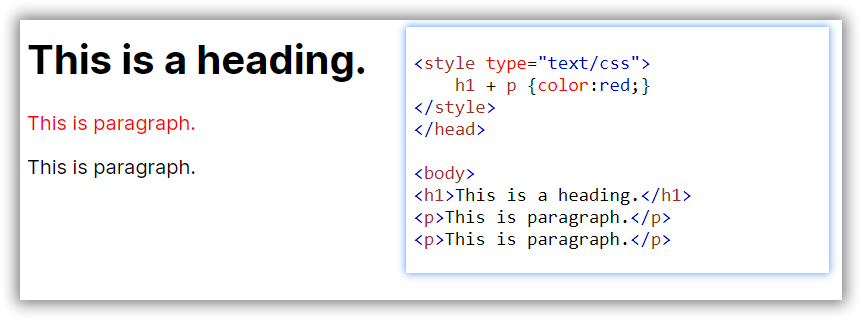 This is a heading.
This is paragraph.
This is paragraph.
<style type="text/css">
    h1 + p {color:red;}
</style>
</head>
<body>
<h1>This is a heading.</h1>
<p>This is paragraph.</p>
<p>This is paragraph.</p>